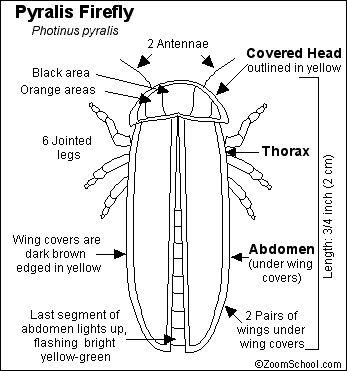 Pyralis Firefly
Photinus pyralis
2 Antennae
Covered Head
outlined in yellow
Black area
Orange areas
6 Jointed
legs
Thorax
Length: 3/4 inch (2 cm)
Wing covers are
dark brown
edged in yellow
Abdomen
(under wing
covers)
Last segment of
abdomen lights up,
flashing bright
yellow-green
2 Pairs of
wings under
wing covers
©ZoomSchool.com